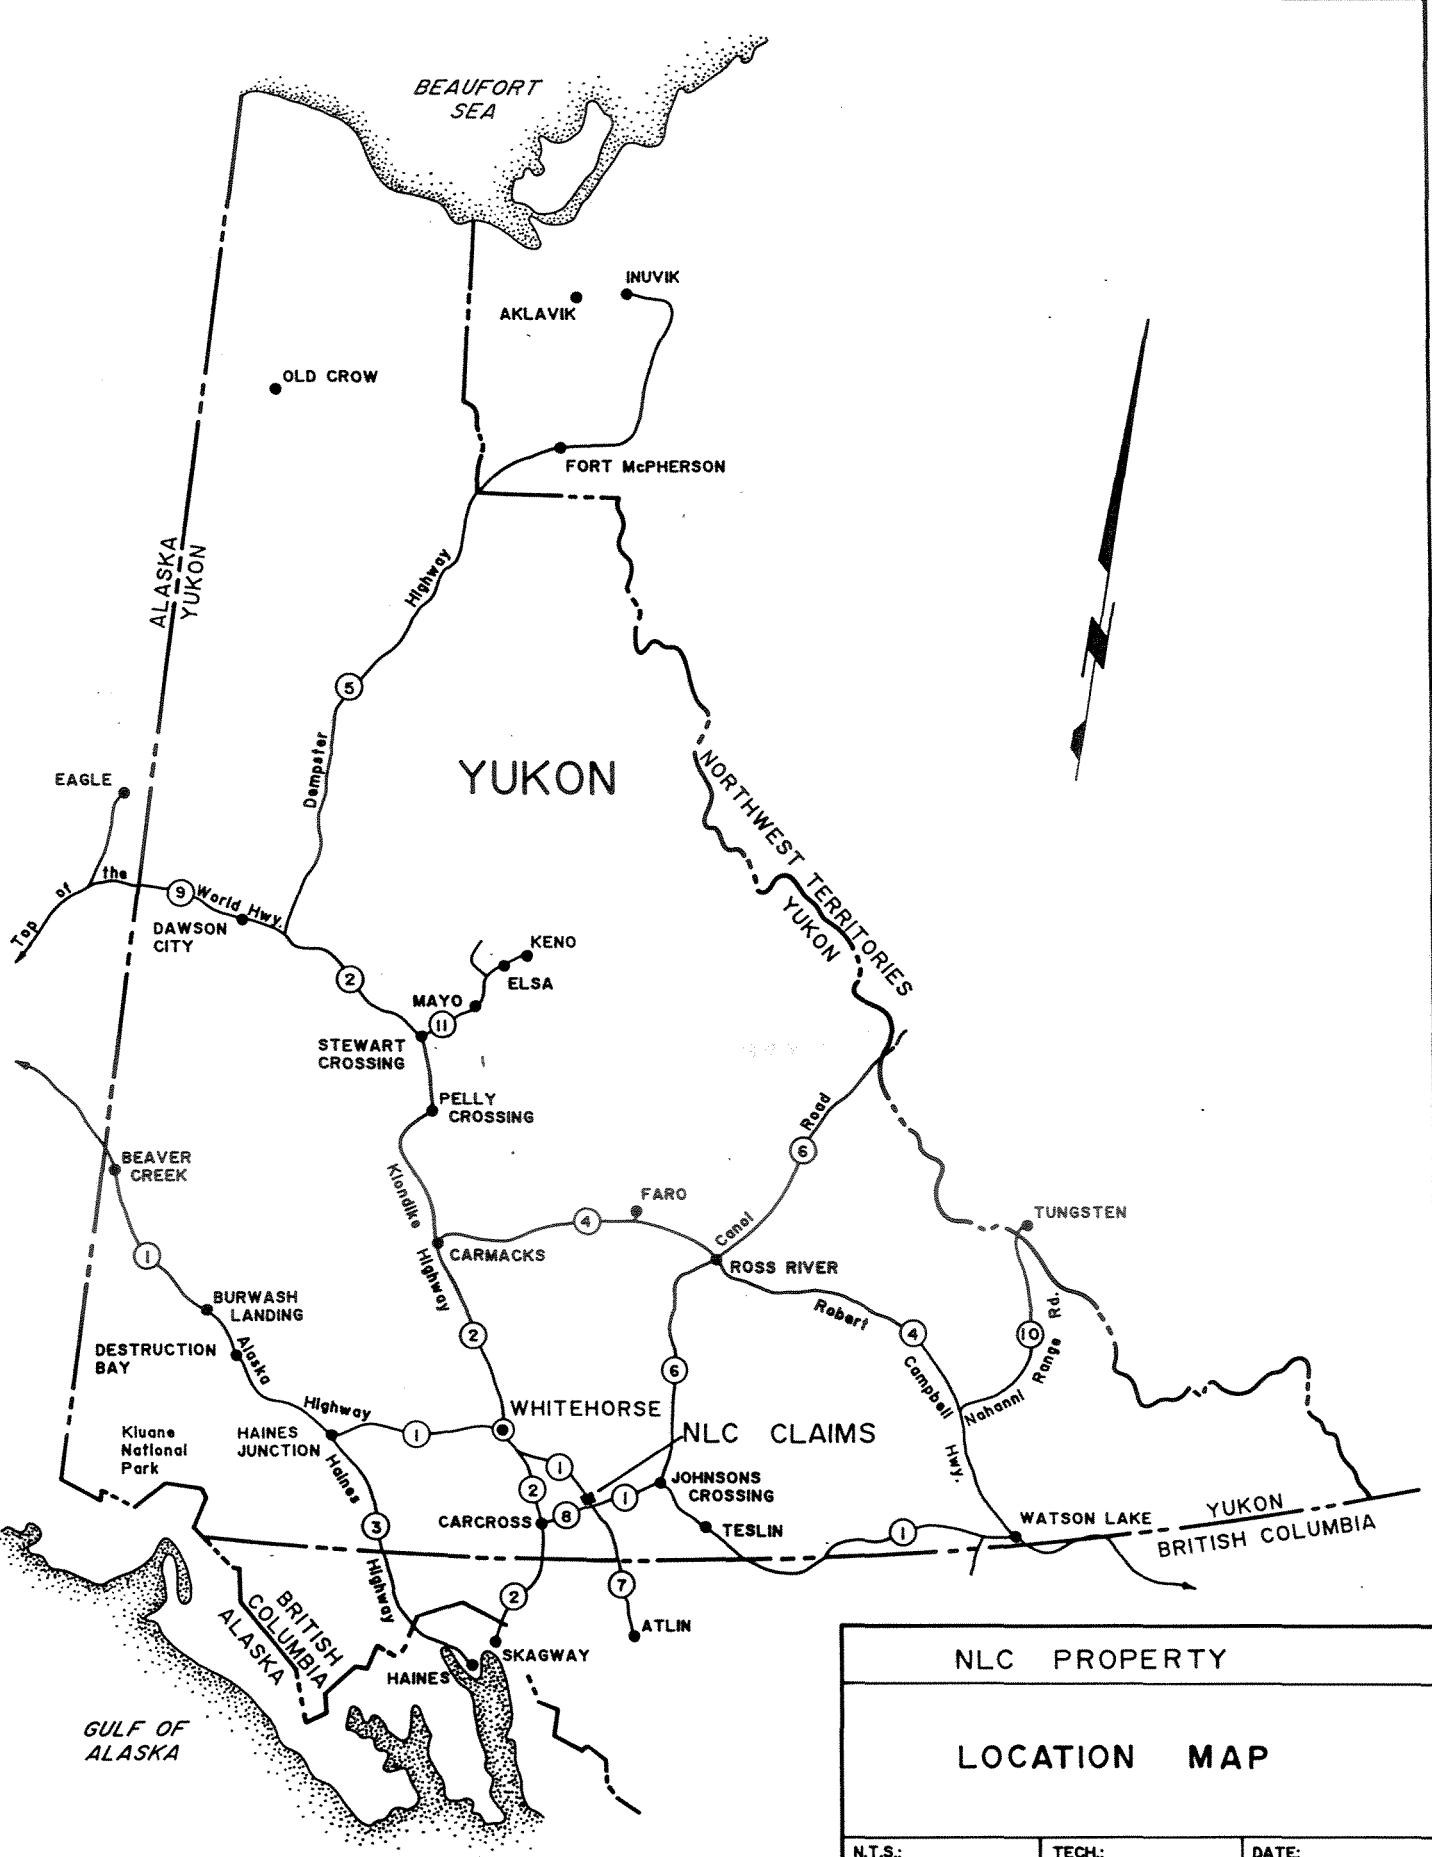 BEAUFORT
SEA
INUVIK
AKLAVIK
OLD CROW
FORT McPHERSON
ALASKA
YUKON
Highway
5
Dempster
YUKON
NORTHWEST TERRITORIES
YUKON
EAGLE
Top of the World Hwy.
9
DAWSON
CITY
2
KENO
ELSA
MAYO
11
STEWART
CROSSING
PELLY
CROSSING
Road
6
Canol
BEAVER
CREEK
1
Klondike
Highway
FARO
4
CARMACKS
ROSS RIVER
TUNGSTEN
BURWASH
LANDING
DESTRUCTION
BAY
Alaska
Highway
2
6
Robert
Campbell
Hwy.
4
10
Nahanni Range Rd.
WHITEHORSE
1
NLC CLAIMS
Kluane
National
Park
HAINES
JUNCTION
Haines
Highway
3
1
2
JOHNSONS
CROSSING
1
8
CARCROSS
TESLIN
1
WATSON LAKE
YUKON
BRITISH COLUMBIA
7
2
ATLIN
SKAGWAY
HAINES
BRITISH
COLUMBIA
ALASKA
GULF OF
ALASKA
NLC PROPERTY
LOCATION MAP
N.T.S.:
TECH.:
DATE: